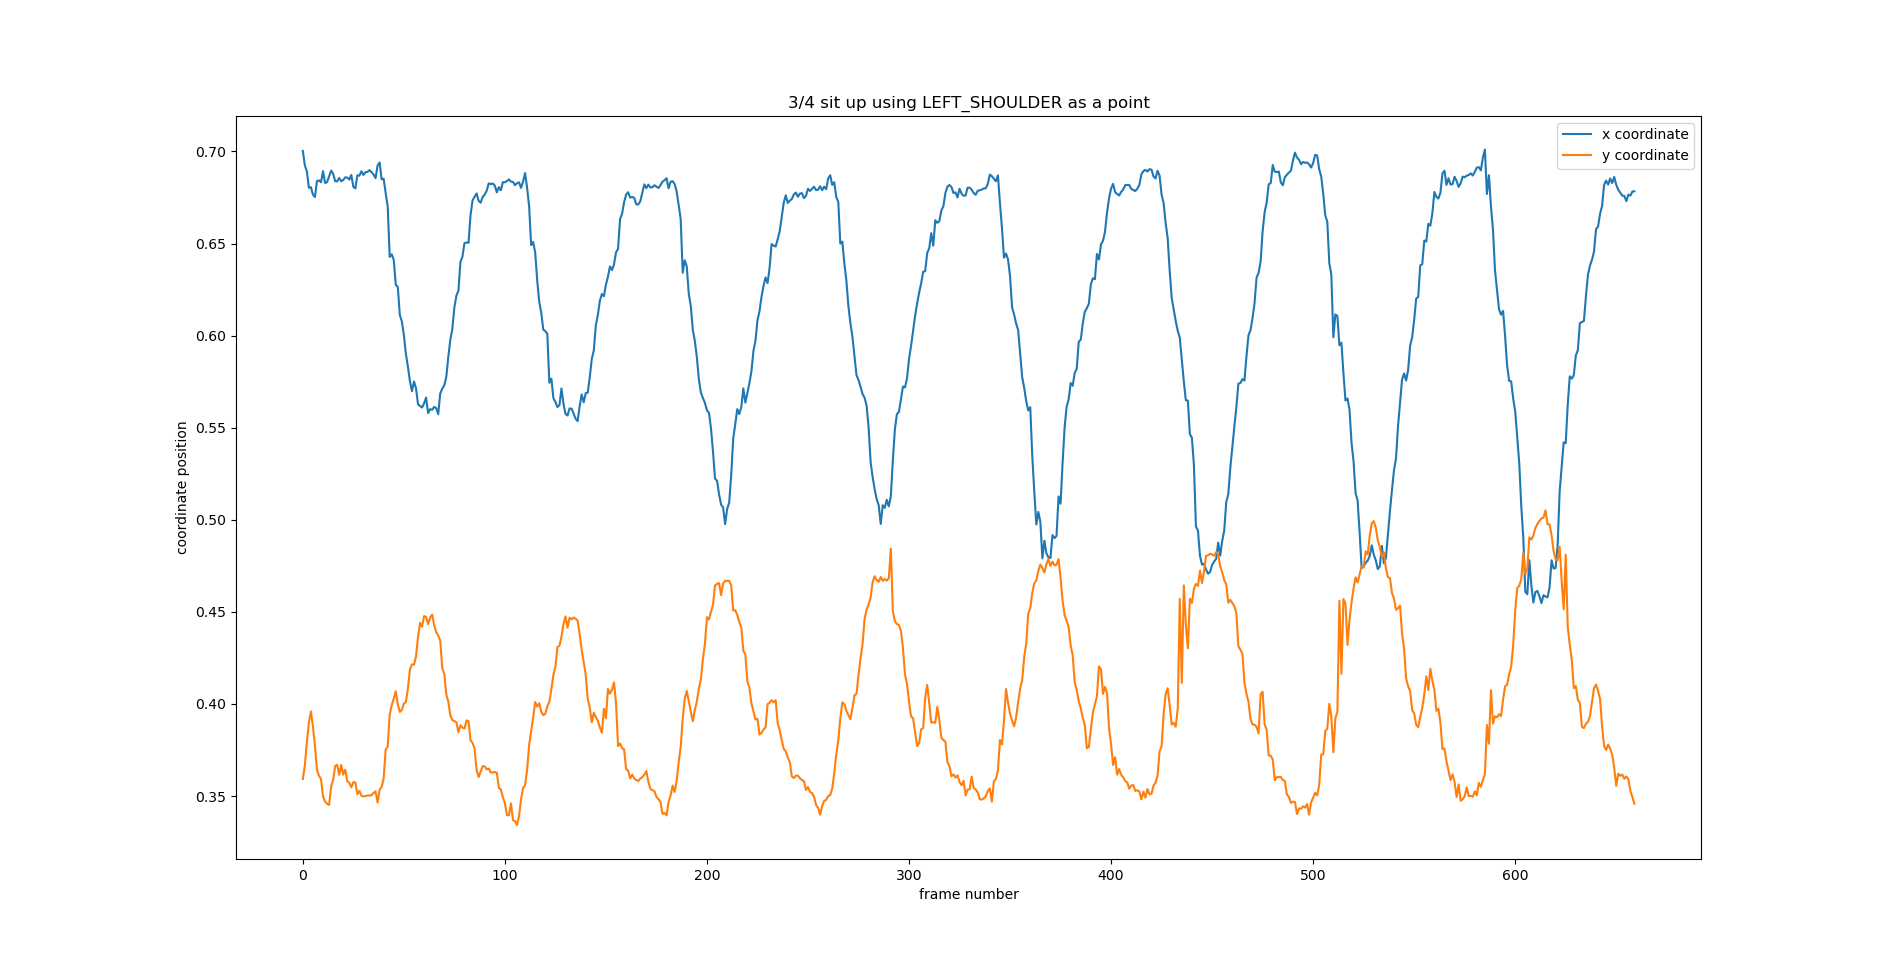 3/4 sit up using LEFT_SHOULDER as a point
x coordinate
y coordinate
coordinate position
0.70
0.65
0.60
0.55
0.50
0.45
0.40
0.35
0 100 200 300 400 500 600
frame number